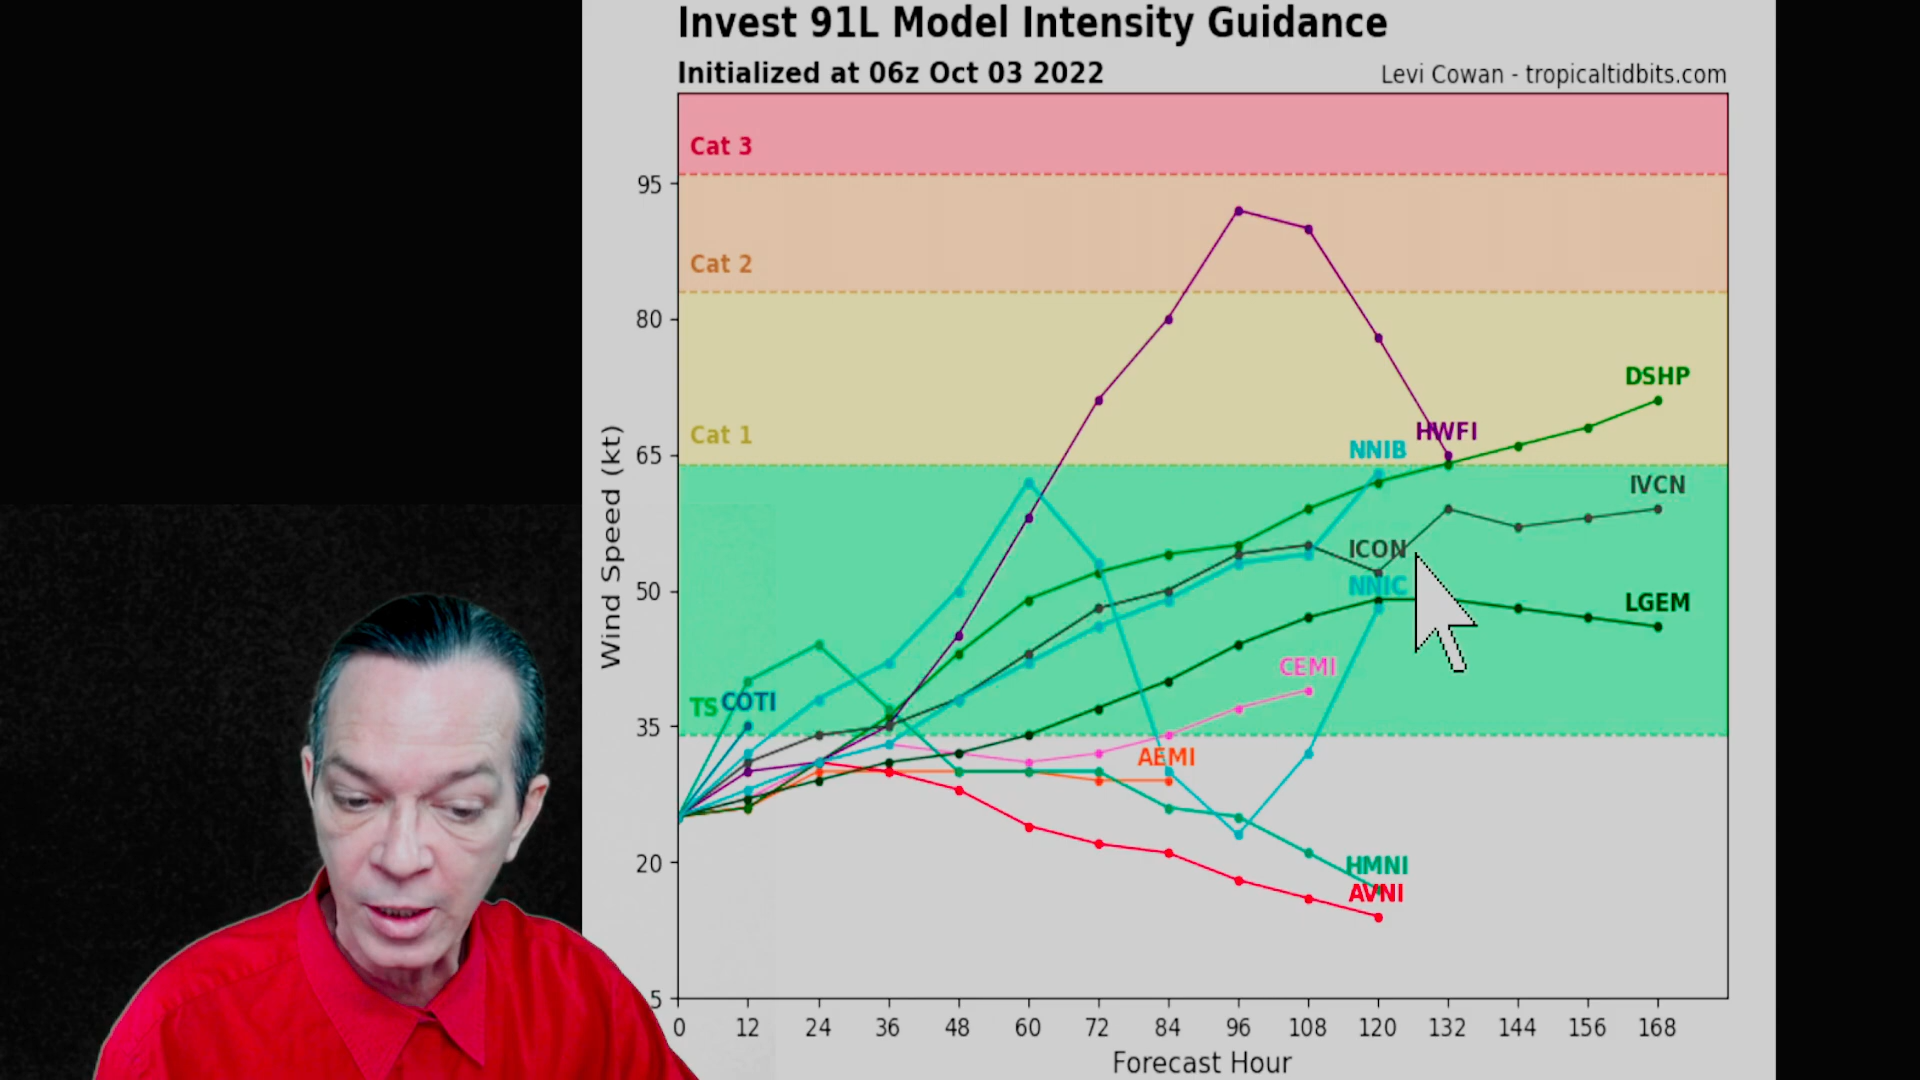 Invest 91L Model Intensity Guidance
Initialized at 06z Oct 03 2022
Levi Cowan - tropicaltidbits.com
Cat 3
95
Cat 2
80
DSHP
Cat 1
HWFI
NNIB
65
IVCN
ICON
NNIC
50
LGEM
CEMI
TS COTI
35
AEMI
20
HMNI
AVNI
5
Wind Speed (kt)
0 12 24 36 48 60 72 84 96 108 120 132 144 156 168
Forecast Hour